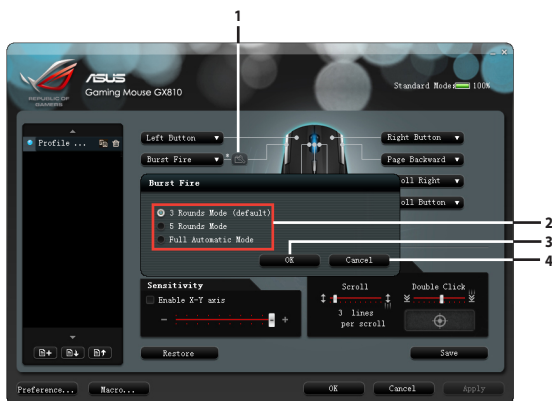 1
REPUBLIC OF
GAMERS
ASUS
Gaming Mouse GX810
Standard Mode: 100%
Profile ...
Left Button
Right Button
Burst Fire
Page Backward
oll Right
oll Button
Burst Fire
3 Rounds Mode (default)
5 Rounds Mode
Full Automatic Mode
2
OK
Cancel
3
4
Sensitivity
Enable X-Y axis
Scroll
3 lines
per scroll
Double Click
Restore
Save
Preference...
Macro...
OK
Cancel
Apply